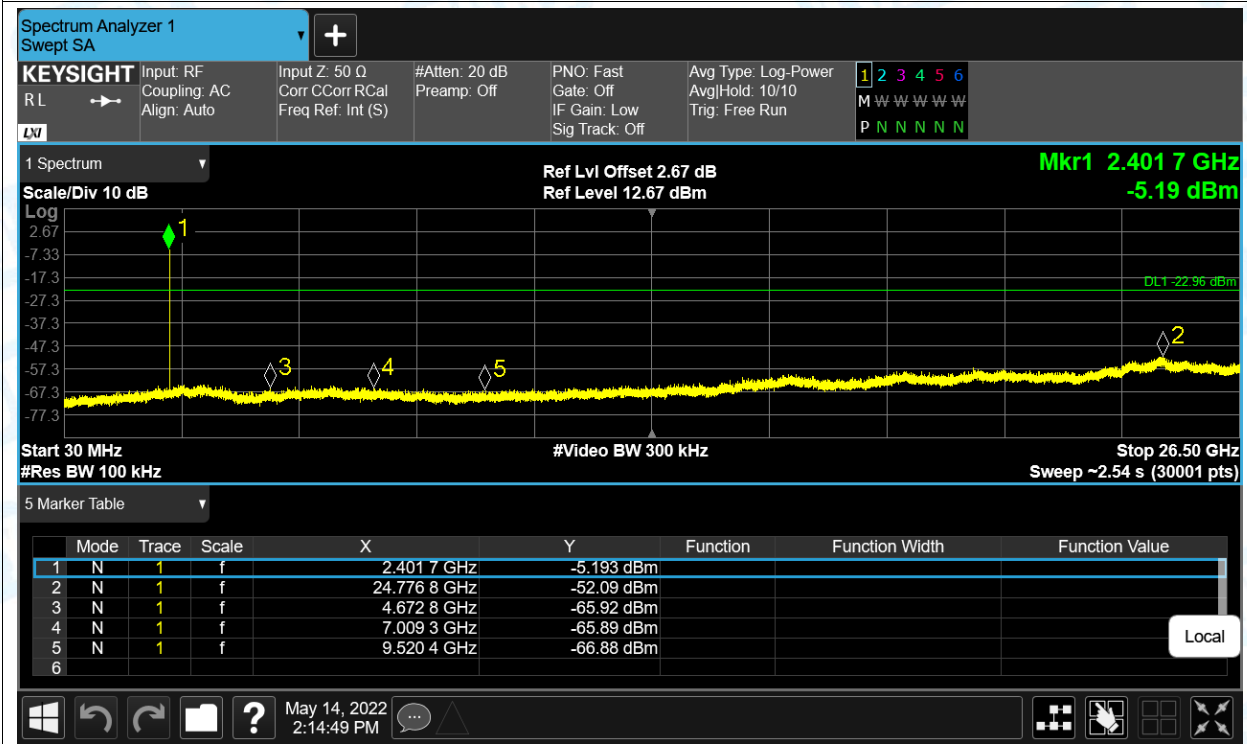 Spectrum Analyzer 1
Swept SA
+
KEYSIGHT Input: RF Input Z: 50 Ω #Atten: 20 dB PNO: Fast Avg Type: Log-Power 1 2 3 4 5 6
R L Coupling: AC Corr CCorr RCal Preamp: Off Gate: Off Avg|Hold: 10/10 M W W W W W W
Align: Auto Freq Ref: Int (S) IF Gain: Low Trig: Free Run
LXI Sig Track: Off P N N N N N N
1 Spectrum Ref Lvl Offset 2.67 dB Mkr1 2.401 7 GHz
Scale/Div 10 dB Ref Level 12.67 dBm -5.19 dBm
Log
1
2.67
-7.33
-17.3
DL1 -22.96 dBm
-27.3
-37.3
2
-47.3
3 4 5
-57.3
-67.3
-77.3
Start 30 MHz #Video BW 300 kHz Stop 26.50 GHz
#Res BW 100 kHz Sweep ~2.54 s (30001 pts)
5 Marker Table
Mode Trace Scale X Y Function Function Width Function Value
1 N 1 f 2.401 7 GHz -5.193 dBm
2 N 1 f 24.776 8 GHz -52.09 dBm
3 N 1 f 4.672 8 GHz -65.92 dBm
4 N 1 f 7.009 3 GHz -65.89 dBm
5 N 1 f 9.520 4 GHz -66.88 dBm
6
Local
? May 14, 2022
2:14:49 PM